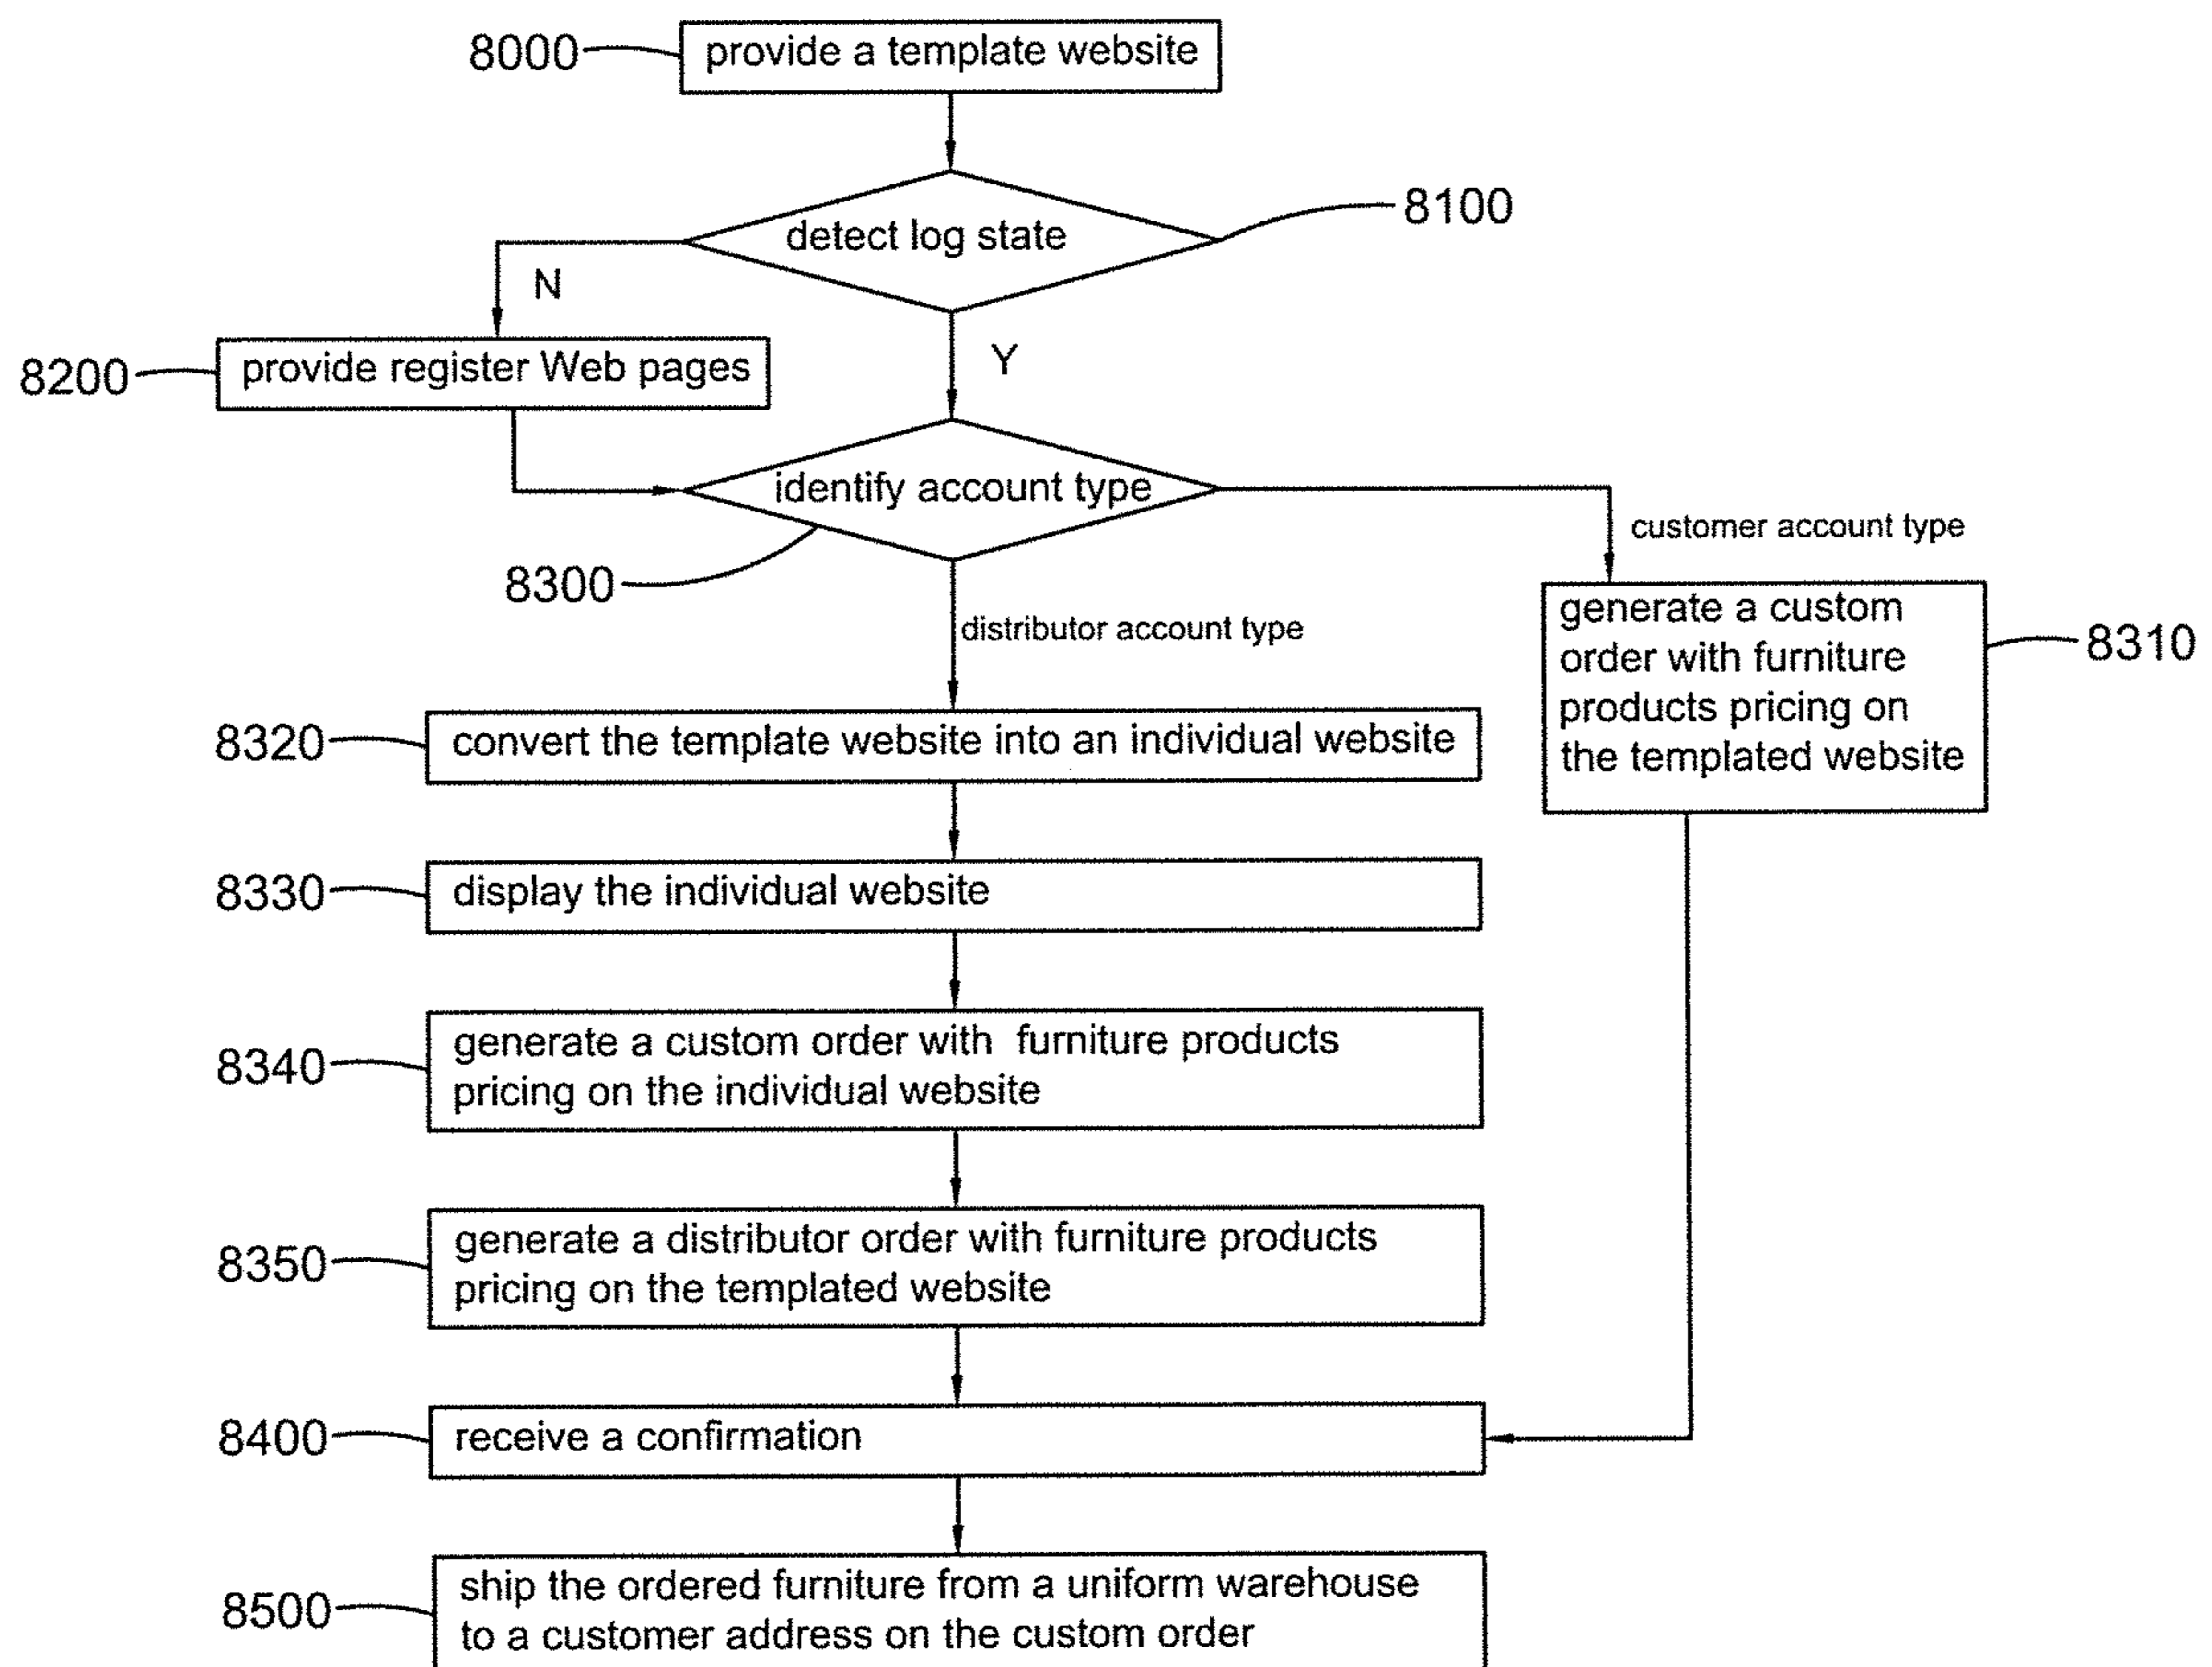 8000
provide a template website
8100
detect log state
N
Y
8200
provide register Web pages
identify account type
8300
customer account type
distributor account type
generate a custom
order with furniture
products pricing on
the templated website
8310
8320
convert the template website into an individual website
8330
display the individual website
8340
generate a custom order with furniture products
pricing on the individual website
8350
generate a distributor order with furniture products
pricing on the templated website
8400
receive a confirmation
8500
ship the ordered furniture from a uniform warehouse
to a customer address on the custom order